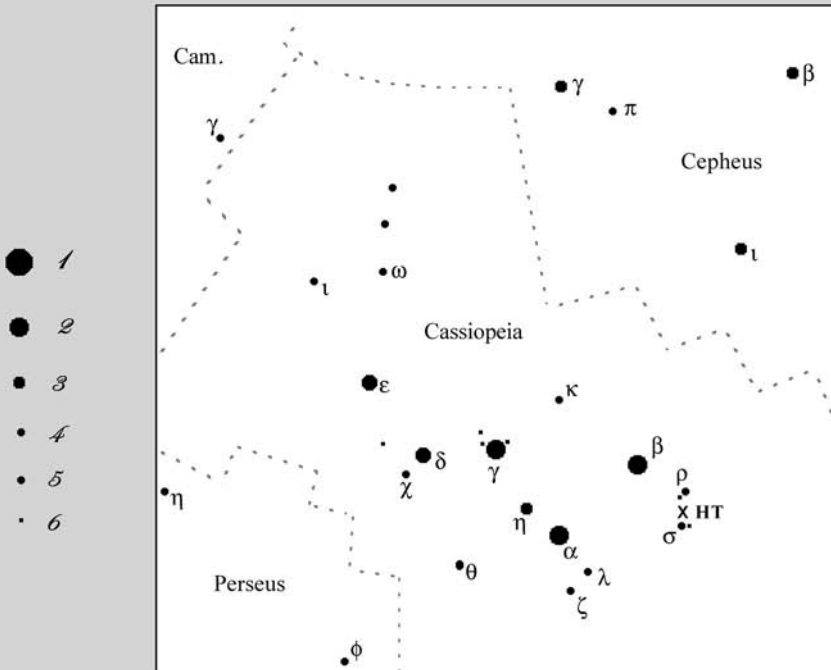 Cam.
γ
β
π
γ
Cepheus
1
ι
ω
ι
2
Cassiopeia
3
ε
κ
4
β
δ
γ
5
χ
ρ
η
HT
η
6
σ
α
θ
λ
Perseus
ζ
φ